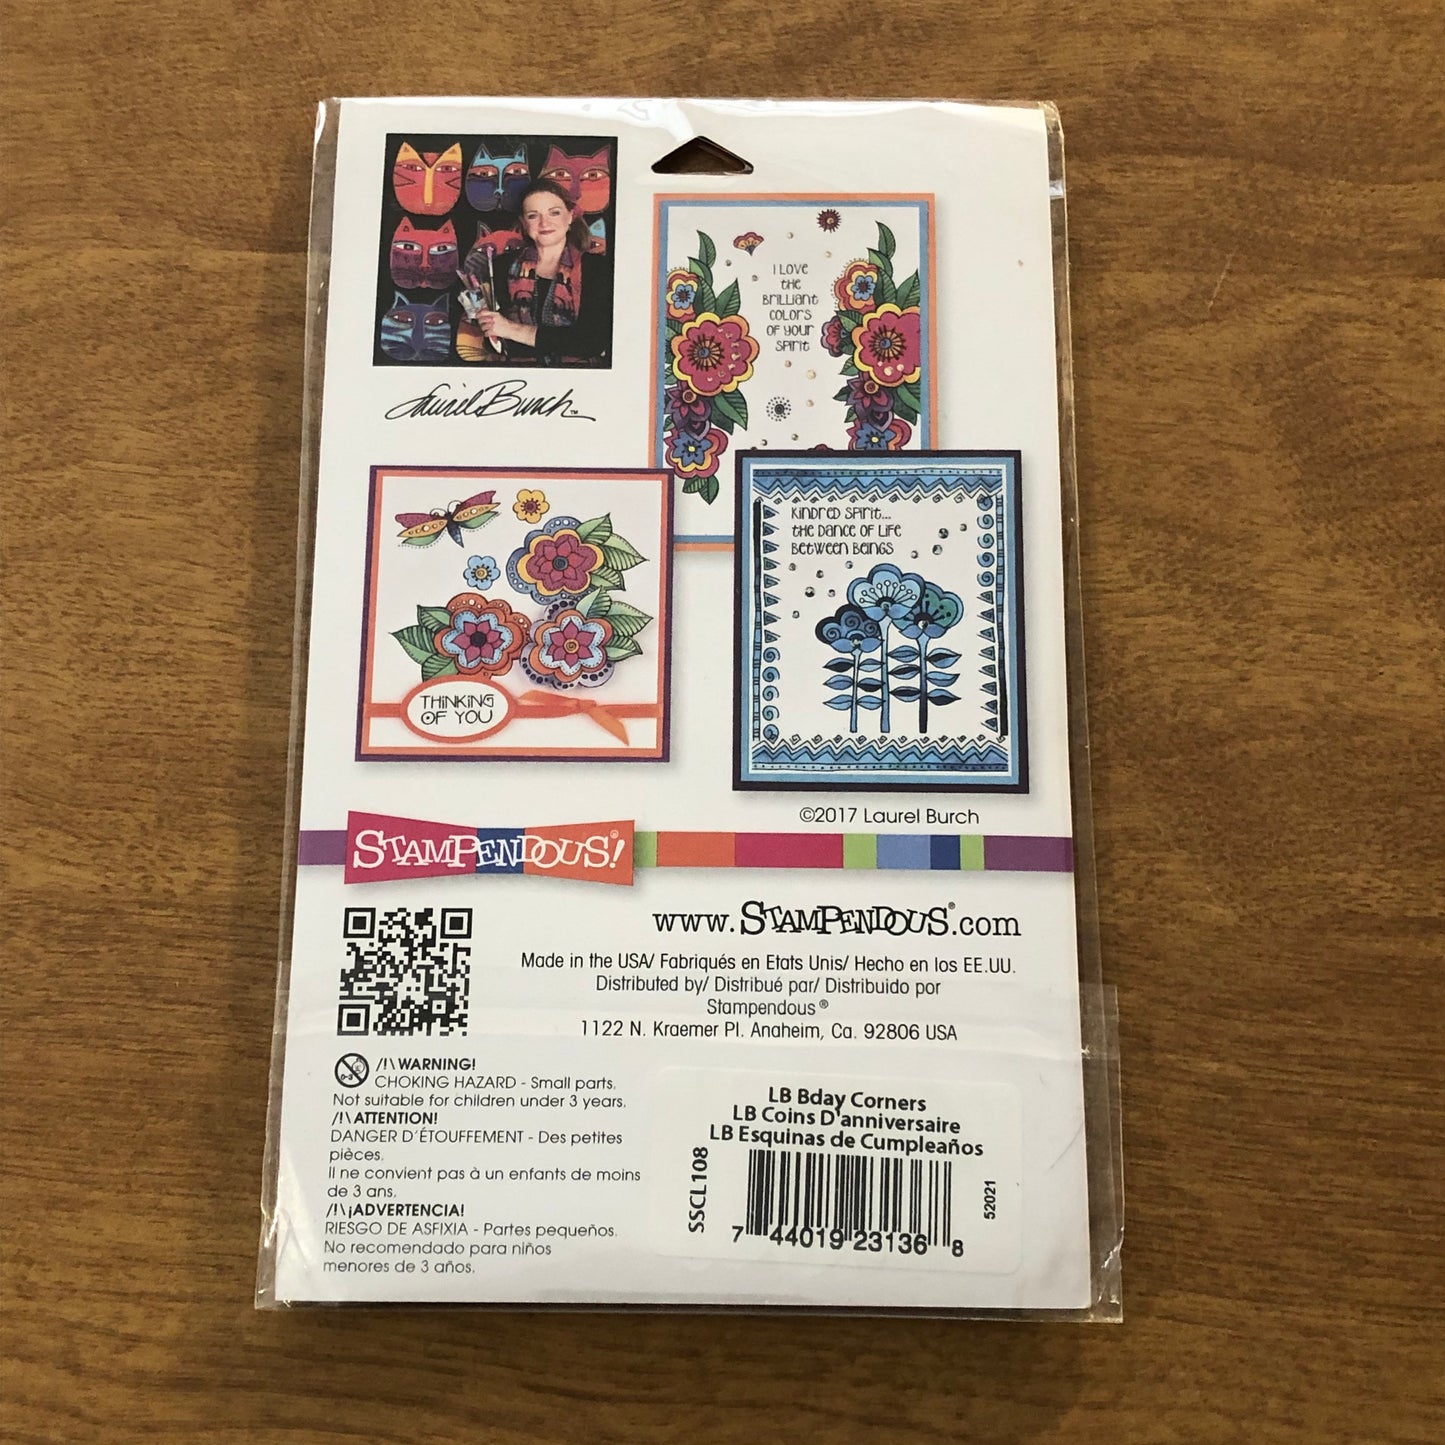 Laurel Burch™
I LOVE
the
BRILLIANT
COLORS
OF YOUR
SPIRIT
KINDRED SPIRIT...
the DANCE OF LIFE
BETWEEN BEINGS
THINKING
OF YOU
©2017 Laurel Burch
STAMPENDOUS!®
www.STAMPENDOUS®.com
Made in the USA/ Fabriqués en Etats Unis/ Hecho en los EE.UU.
Distributed by/ Distribué par/ Distribuido por
Stampendous®
1122 N. Kraemer Pl. Anaheim, Ca. 92806 USA
0-3
/!\ WARNING!
CHOKING HAZARD - Small parts.
Not suitable for children under 3 years.
/!\ ATTENTION!
DANGER D'ÉTOUFFEMENT - Des petites
pièces.
Il ne convient pas à un enfants de moins
de 3 ans.
/!\ ¡ADVERTENCIA!
RIESGO DE ASFIXIA - Partes pequeños.
No recomendado para niños
menores de 3 años.
LB Bday Corners
LB Coins D'anniversaire
LB Esquinas de Cumpleaños
SSCL108
52021
7 44019 23136 8